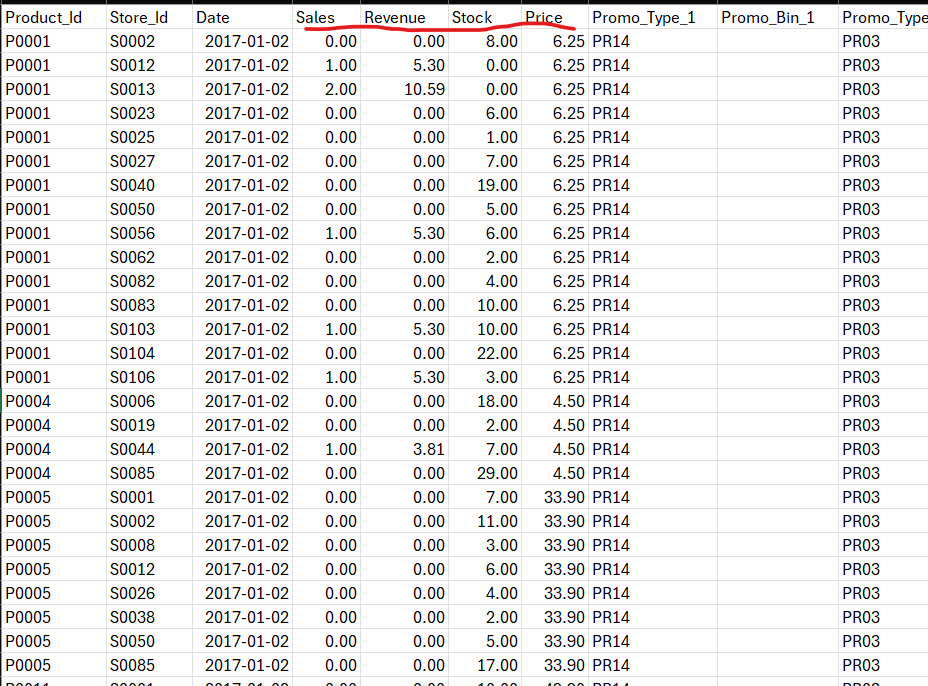 Product_Id Store_Id Date Sales Revenue Stock Price Promo_Type_1 Promo_Bin_1 Promo_Type
P0001 S0002 2017-01-02 0.00 0.00 8.00 6.25 PR14 PR03
P0001 S0012 2017-01-02 1.00 5.30 0.00 6.25 PR14 PR03
P0001 S0013 2017-01-02 2.00 10.59 0.00 6.25 PR14 PR03
P0001 S0023 2017-01-02 0.00 0.00 6.00 6.25 PR14 PR03
P0001 S0025 2017-01-02 0.00 0.00 1.00 6.25 PR14 PR03
P0001 S0027 2017-01-02 0.00 0.00 7.00 6.25 PR14 PR03
P0001 S0040 2017-01-02 0.00 0.00 19.00 6.25 PR14 PR03
P0001 S0050 2017-01-02 0.00 0.00 5.00 6.25 PR14 PR03
P0001 S0056 2017-01-02 1.00 5.30 6.00 6.25 PR14 PR03
P0001 S0062 2017-01-02 0.00 0.00 2.00 6.25 PR14 PR03
P0001 S0082 2017-01-02 0.00 0.00 4.00 6.25 PR14 PR03
P0001 S0083 2017-01-02 0.00 0.00 10.00 6.25 PR14 PR03
P0001 S0103 2017-01-02 1.00 5.30 10.00 6.25 PR14 PR03
P0001 S0104 2017-01-02 0.00 0.00 22.00 6.25 PR14 PR03
P0001 S0106 2017-01-02 1.00 5.30 3.00 6.25 PR14 PR03
P0004 S0006 2017-01-02 0.00 0.00 18.00 4.50 PR14 PR03
P0004 S0019 2017-01-02 0.00 0.00 2.00 4.50 PR14 PR03
P0004 S0044 2017-01-02 1.00 3.81 7.00 4.50 PR14 PR03
P0004 S0085 2017-01-02 0.00 0.00 29.00 4.50 PR14 PR03
P0005 S0001 2017-01-02 0.00 0.00 7.00 33.90 PR14 PR03
P0005 S0002 2017-01-02 0.00 0.00 11.00 33.90 PR14 PR03
P0005 S0008 2017-01-02 0.00 0.00 3.00 33.90 PR14 PR03
P0005 S0012 2017-01-02 0.00 0.00 6.00 33.90 PR14 PR03
P0005 S0026 2017-01-02 0.00 0.00 4.00 33.90 PR14 PR03
P0005 S0038 2017-01-02 0.00 0.00 2.00 33.90 PR14 PR03
P0005 S0050 2017-01-02 0.00 0.00 5.00 33.90 PR14 PR03
P0005 S0085 2017-01-02 0.00 0.00 17.00 33.90 PR14 PR03